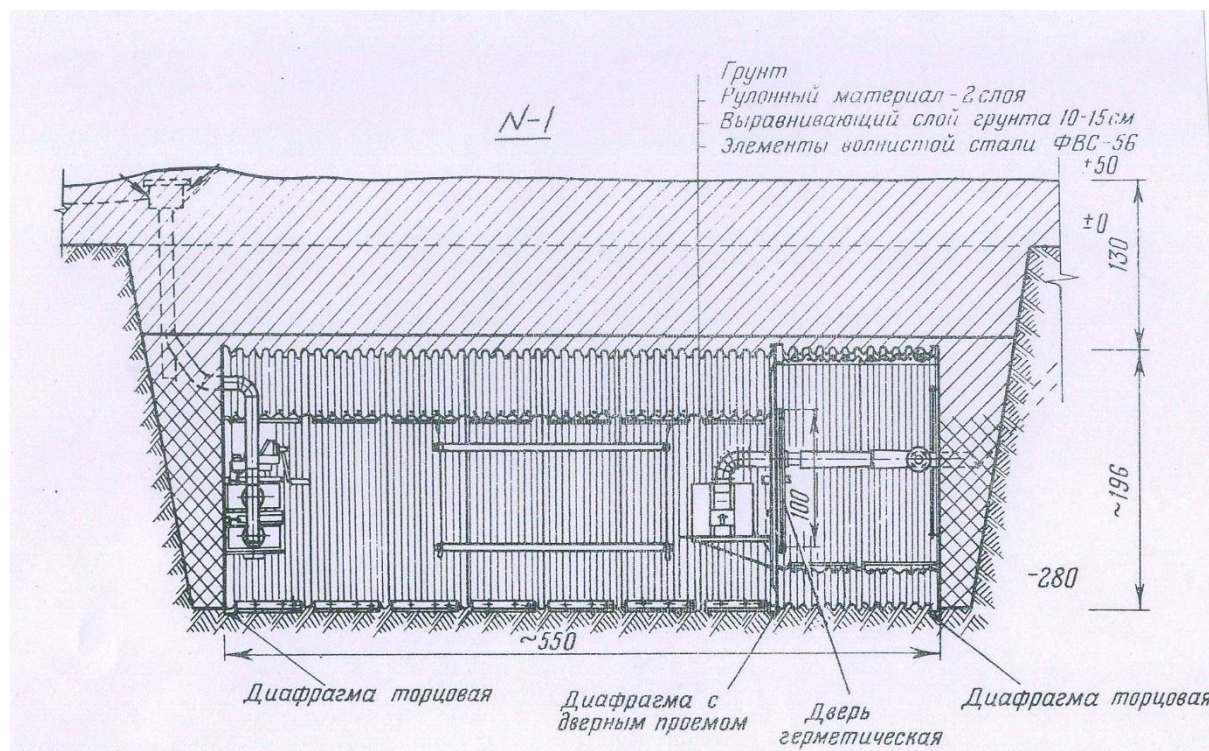 Грунт
Рулонный материал - 2 слоя
Выравнивающий слой грунта 10-15 см
Элементы волнистой стали ФВС-56
N-1
+50
±0
130
100
~196
-280
~550
Диафрагма торцовая
Диафрагма с
дверным проемом
Дверь
герметическая
Диафрагма торцовая